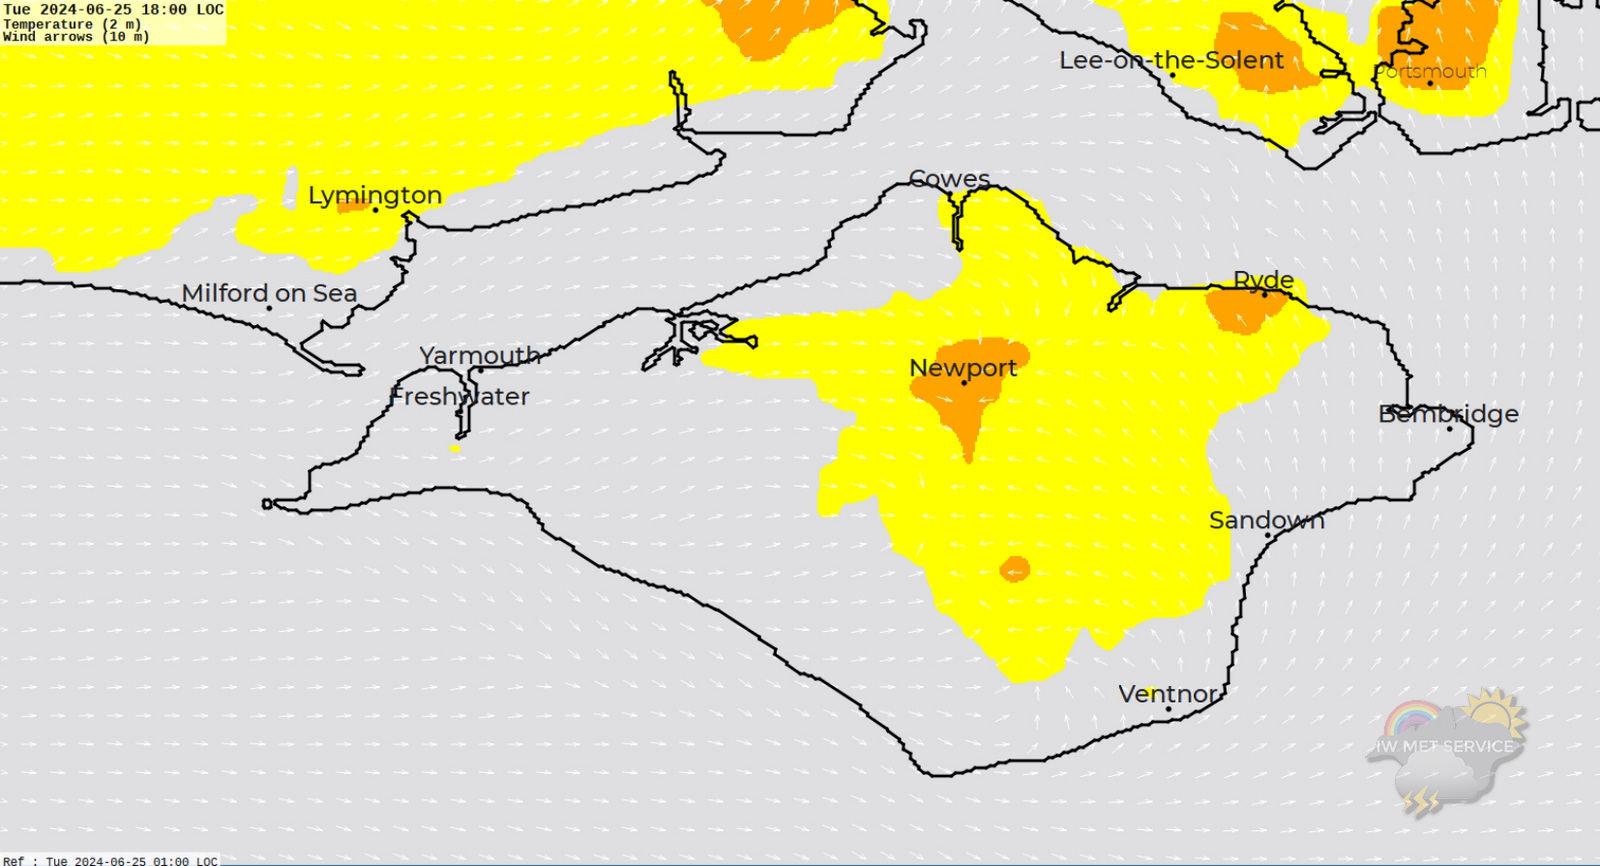 Tue 2024-06-25 18:00 LOC
Temperature (2 m)
Wind arrows (10 m)
Lee-on-the-Solent
Portsmouth
Cowes
Lymington
Ryde
Milford on Sea
Yarmouth
Newport
Freshwater
Bembridge
Sandown
Ventnor
IW MET SERVICE
Ref : Tue 2024-06-25 01:00 LOC